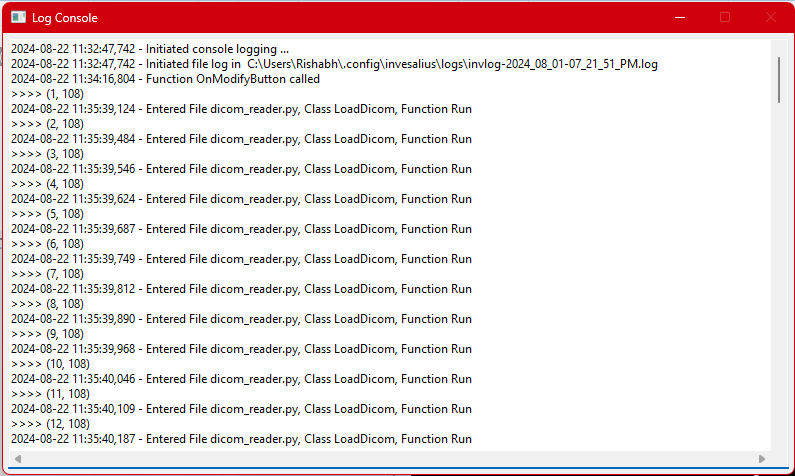 Log Console
2024-08-22 11:32:47,742 - Initiated console logging ...
2024-08-22 11:32:47,742 - Initiated file log in  C:\Users\Rishabh\.config\invesalius\logs\invlog-2024_08_01-07_21_51_PM.log
2024-08-22 11:34:16,804 - Function OnModifyButton called
>>>> (1, 108)
2024-08-22 11:35:39,124 - Entered File dicom_reader.py, Class LoadDicom, Function Run
>>>> (2, 108)
2024-08-22 11:35:39,484 - Entered File dicom_reader.py, Class LoadDicom, Function Run
>>>> (3, 108)
2024-08-22 11:35:39,546 - Entered File dicom_reader.py, Class LoadDicom, Function Run
>>>> (4, 108)
2024-08-22 11:35:39,624 - Entered File dicom_reader.py, Class LoadDicom, Function Run
>>>> (5, 108)
2024-08-22 11:35:39,687 - Entered File dicom_reader.py, Class LoadDicom, Function Run
>>>> (6, 108)
2024-08-22 11:35:39,749 - Entered File dicom_reader.py, Class LoadDicom, Function Run
>>>> (7, 108)
2024-08-22 11:35:39,812 - Entered File dicom_reader.py, Class LoadDicom, Function Run
>>>> (8, 108)
2024-08-22 11:35:39,890 - Entered File dicom_reader.py, Class LoadDicom, Function Run
>>>> (9, 108)
2024-08-22 11:35:39,968 - Entered File dicom_reader.py, Class LoadDicom, Function Run
>>>> (10, 108)
2024-08-22 11:35:40,046 - Entered File dicom_reader.py, Class LoadDicom, Function Run
>>>> (11, 108)
2024-08-22 11:35:40,109 - Entered File dicom_reader.py, Class LoadDicom, Function Run
>>>> (12, 108)
2024-08-22 11:35:40,187 - Entered File dicom_reader.py, Class LoadDicom, Function Run